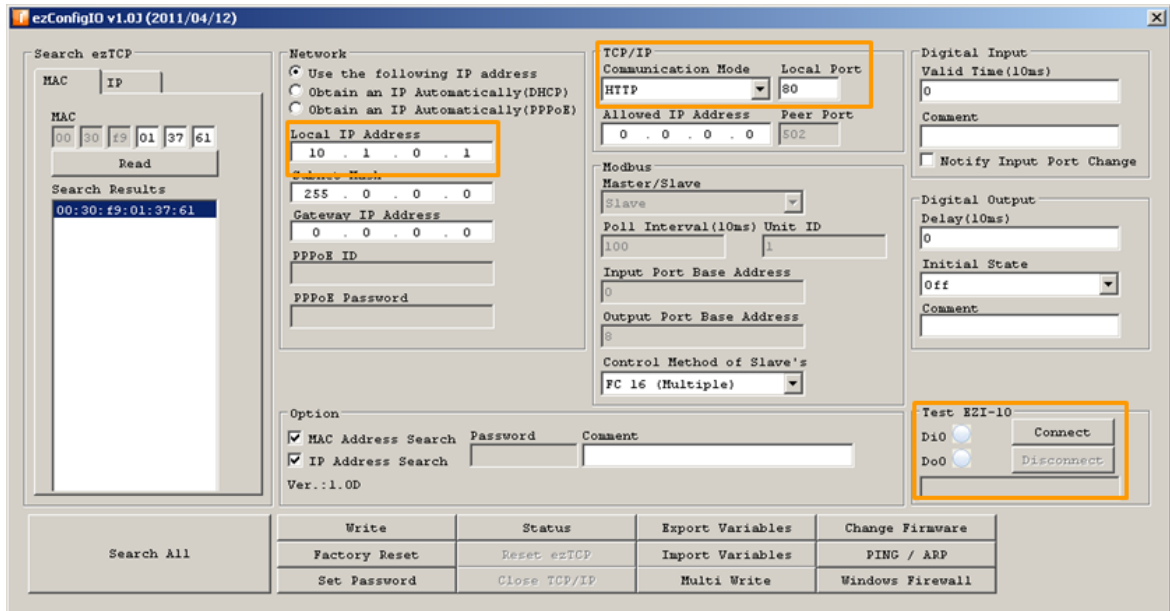 ezConfigIO v1.0J (2011/04/12)
Search ezTCP
MAC IP
MAC
00 30 f9 01 37 61
Read
Search Results
00:30:f9:01:37:61
Network
Use the following IP address
Obtain an IP Automatically(DHCP)
Obtain an IP Automatically(PPPoE)
Local IP Address
10 . 1 . 0 . 1
Subnet Mask
255 . 0 . 0 . 0
Gateway IP Address
0 . 0 . 0 . 0
PPPoE ID
PPPoE Password
TCP/IP
Communication Mode Local Port
HTTP 80
Allowed IP Address Peer Port
0 . 0 . 0 . 0 502
Modbus
Master/Slave
Slave
Poll Interval(10ms) Unit ID
100 1
Input Port Base Address
0
Output Port Base Address
8
Control Method of Slave's
FC 16 (Multiple)
Digital Input
Valid Time(10ms)
0
Comment
Notify Input Port Change
Digital Output
Delay(10ms)
0
Initial State
Off
Comment
Option
MAC Address Search Password Comment
IP Address Search
Ver.:1.0D
Test EZI-10
Di0 Connect
Do0 Disconnect
Search All
Write Status Export Variables Change Firmware
Factory Reset Reset ezTCP Import Variables PING / ARP
Set Password Close TCP/IP Multi Write Windows Firewall